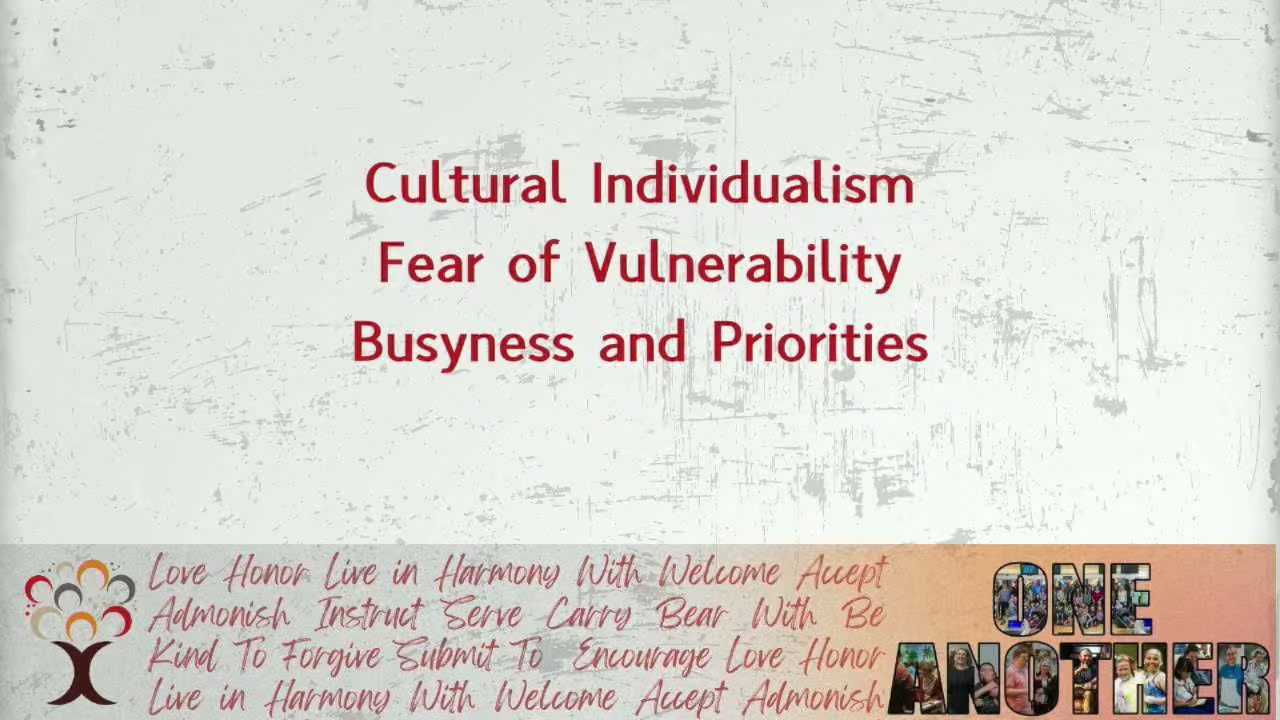 Cultural Individualism
Fear of Vulnerability
Busyness and Priorities
Love Honor Live in Harmony With Welcome Accept
Admonish Instruct Serve Carry Bear With Be
Kind To Forgive Submit To Encourage Love Honor
Live in Harmony With Welcome Accept Admonish
ONE
ANOTHER